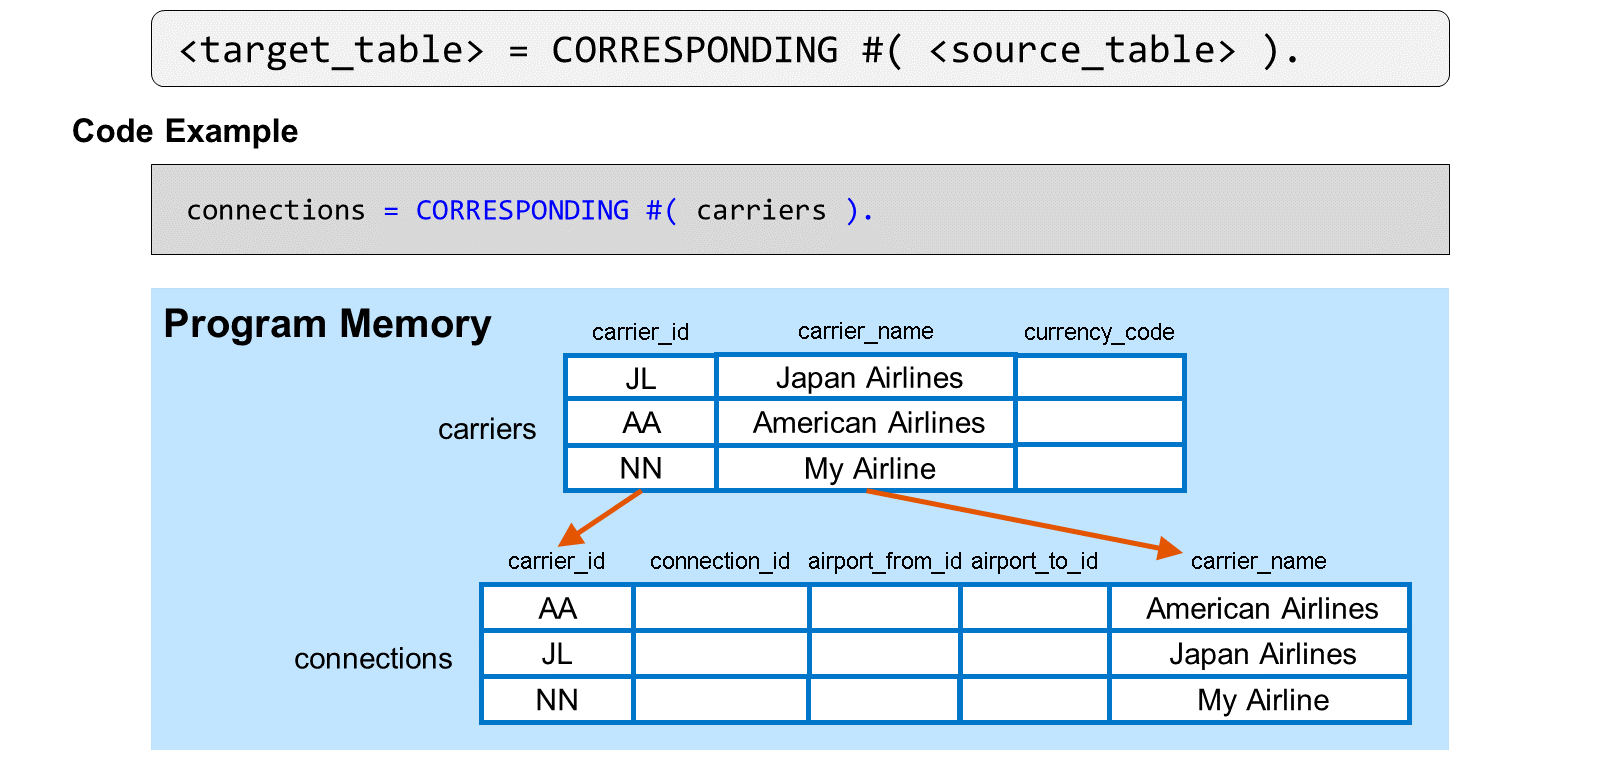 <target_table> = CORRESPONDING #( <source_table> ).
Code Example
connections = CORRESPONDING #( carriers ).
Program Memory
carrier_id carrier_name currency_code
JL Japan Airlines
AA American Airlines
carriers
NN My Airline
carrier_id connection_id airport_from_id airport_to_id carrier_name
AA American Airlines
JL Japan Airlines
connections
NN My Airline